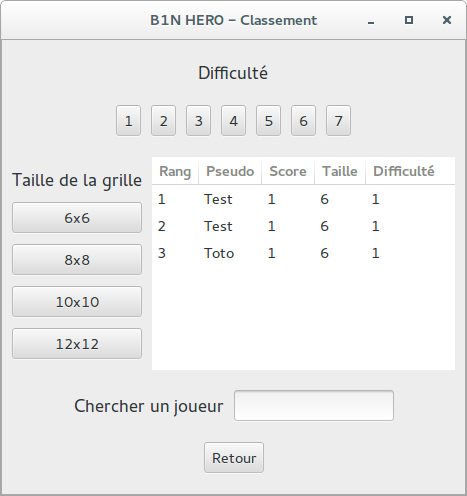 B1N HERO – Classement
Difficulté
1 2 3 4 5 6 7
Taille de la grille
6x6
8x8
10x10
12x12
Rang Pseudo Score Taille Difficulté
1 Test 1 6 1
2 Test 1 6 1
3 Toto 1 6 1
Chercher un joueur
Retour